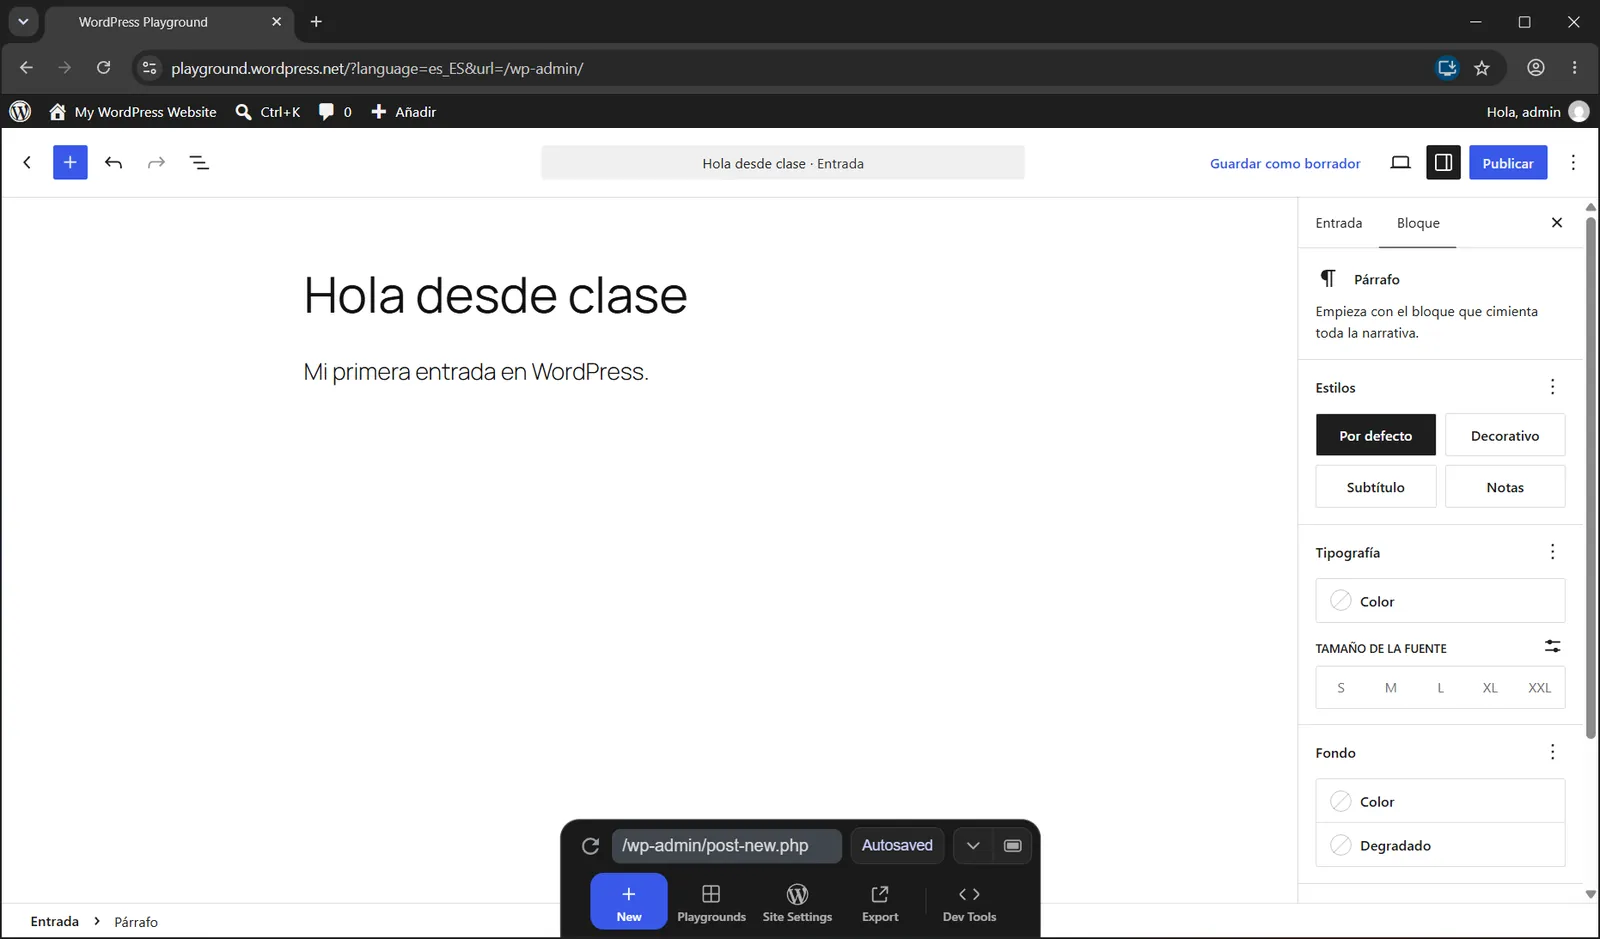 WordPress Playground
playground.wordpress.net/?language=es_ES&url=/wp-admin/
My WordPress Website
Ctrl+K
0
Añadir
Hola, admin
Hola desde clase · Entrada
Guardar como borrador
Publicar
Hola desde clase
Mi primera entrada en WordPress.
Entrada
Bloque
Párrafo
Empieza con el bloque que cimienta
toda la narrativa.
Estilos
Por defecto
Decorativo
Subtítulo
Notas
Tipografía
Color
TAMAÑO DE LA FUENTE
S
M
L
XL
XXL
Fondo
Color
Degradado
/wp-admin/post-new.php
Autosaved
New
Playgrounds
Site Settings
Export
Dev Tools
Entrada
Párrafo